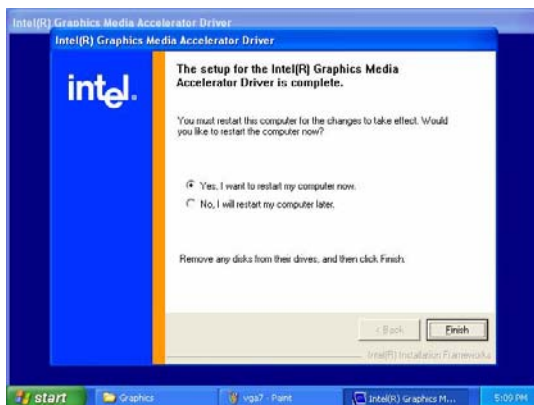 Intel(R) Graphics Media Accelerator Driver
Intel(R) Graphics Media Accelerator Driver
intel.
The setup for the Intel(R) Graphics Media
Accelerator Driver is complete.
You must restart this computer for the changes to take effect. Would
you like to restart the computer now?
Yes, I want to restart my computer now.
No, I will restart my computer later.
Remove any disks from their drives, and then click Finish.
< Back
Finish
Intel(R) Installation Frameworks
start
Graphics
vga7 - Paint
Intel(R) Graphics M...
5:09 PM